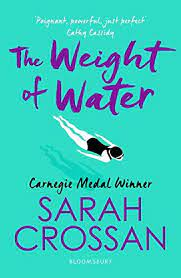 Poignant, powerful, just perfect
Cathy Cassidy
The Weight
of Water
Carnegie Medal Winner
SARAH
CROSSAN
BLOOMSBURY